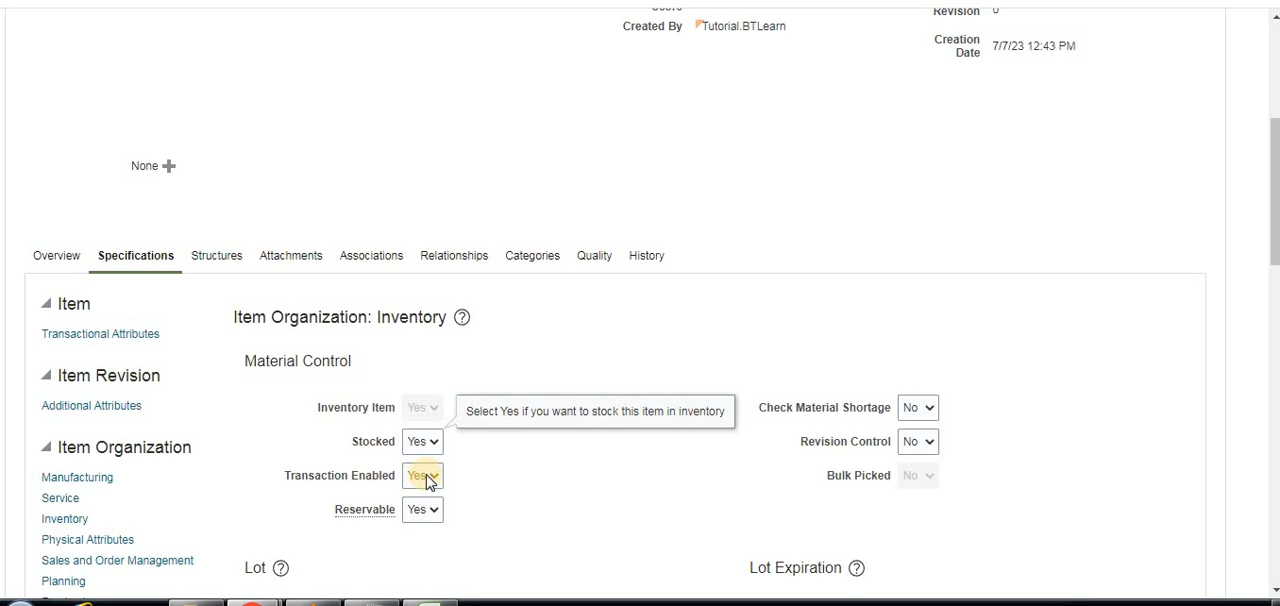 Revision 0
Created By Tutorial.BTLearn
Creation Date 7/7/23 12:43 PM
None
Overview Specifications Structures Attachments Associations Relationships Categories Quality History
Item
Transactional Attributes
Item Revision
Additional Attributes
Item Organization
Manufacturing
Service
Inventory
Physical Attributes
Sales and Order Management
Planning
Item Organization: Inventory ?
Material Control
Inventory Item Yes
Select Yes if you want to stock this item in inventory
Stocked Yes
Transaction Enabled Yes
Reservable Yes
Check Material Shortage No
Revision Control No
Bulk Picked No
Lot ?
Lot Expiration ?